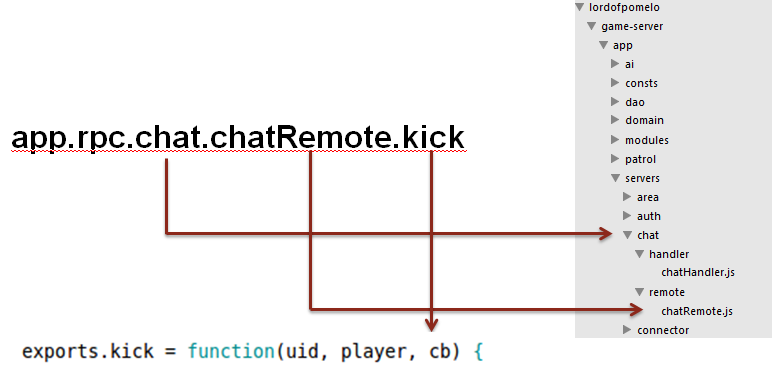 app.rpc.chat.chatRemote.kick
exports.kick = function(uid, player, cb) {
lordofpomelo
game-server
app
ai
consts
dao
domain
modules
patrol
servers
area
auth
chat
handler
chatHandler.js
remote
chatRemote.js
connector